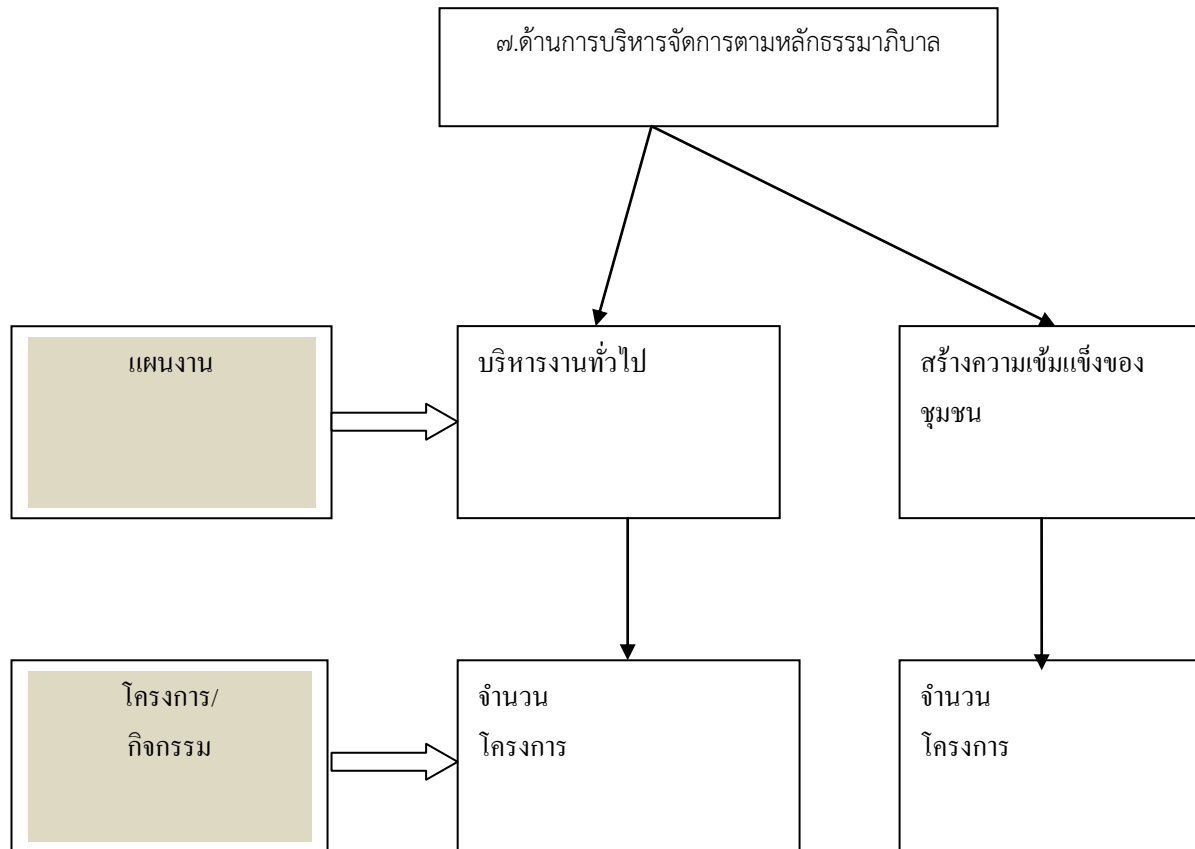 ๗.ด้านการบริหารจัดการตามหลักธรรมาภิบาล
แผนงาน
บริหารงานทั่วไป
สร้างความเข้มแข็งของ
ชุมชน
โครงการ/
กิจกรรม
จำนวน
โครงการ
จำนวน
โครงการ